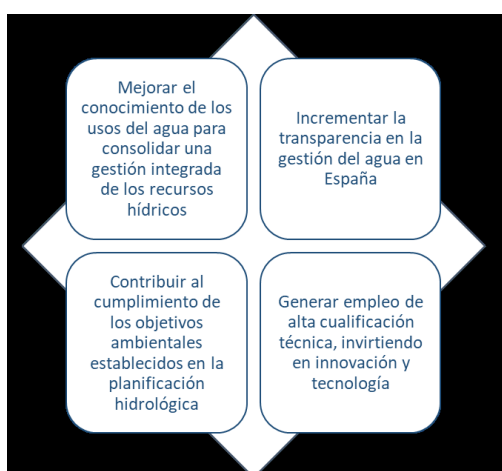 Mejorar el
conocimiento de los
usos del agua para
consolidar una
gestión integrada
de los recursos
hídricos
Incrementar la
transparencia en la
gestión del agua en
España
Contribuir al
cumplimiento de
los objetivos
ambientales
establecidos en la
planificación
hidrológica
Generar empleo de
alta cualificación
técnica, invirtiendo
en innovación y
tecnología